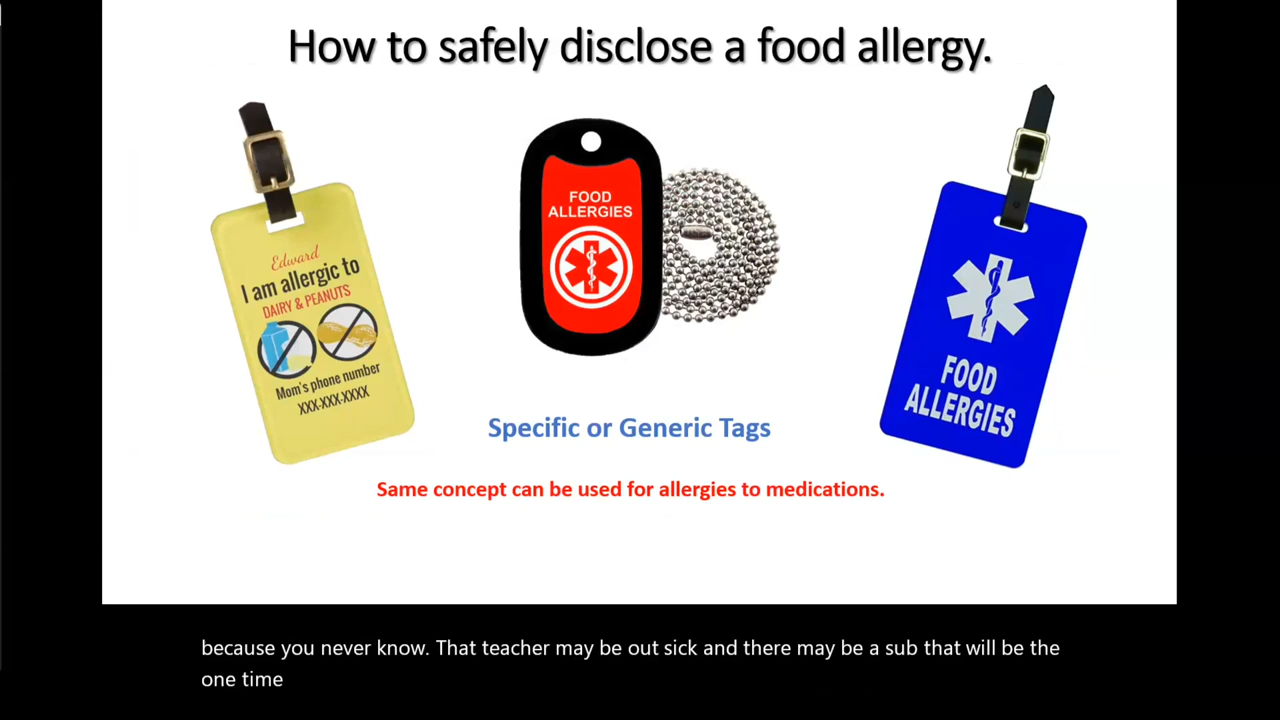 How to safely disclose a food allergy.
Edward
I am allergic to
DAIRY & PEANUTS
Mom's phone number
XXX-XXX-XXXX
FOOD
ALLERGIES
FOOD
ALLERGIES
Specific or Generic Tags
Same concept can be used for allergies to medications.
because you never know. That teacher may be out sick and there may be a sub that will be the
one time